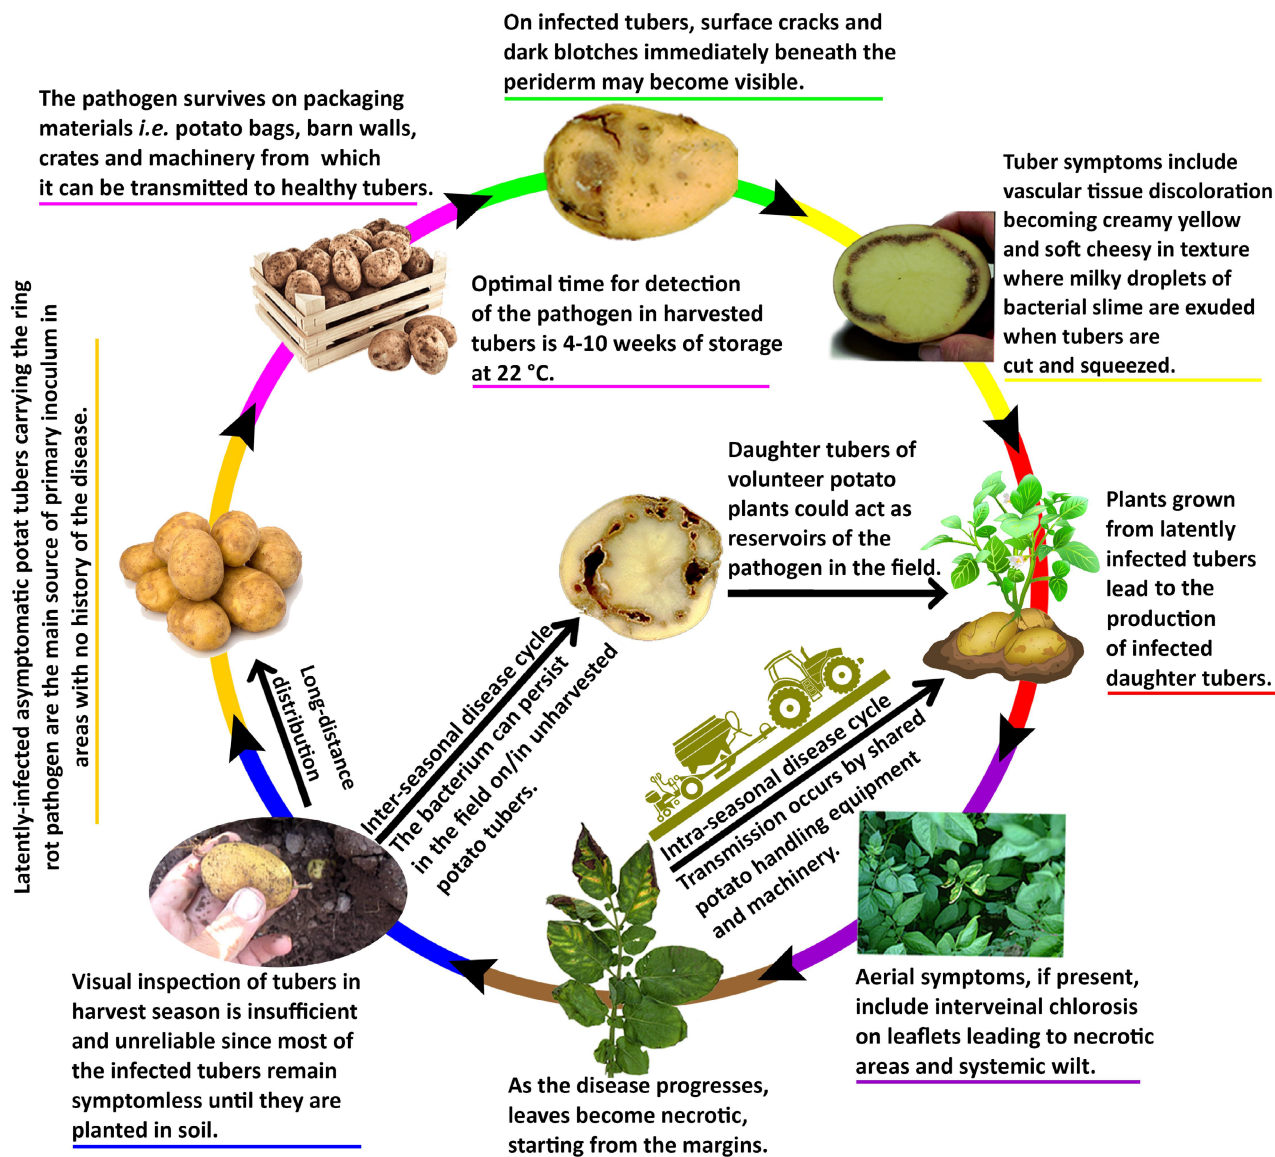 On infected tubers, surface cracks and
dark blotches immediately beneath the
periderm may become visible.
The pathogen survives on packaging
materials i.e. potato bags, barn walls,
crates and machinery from which
it can be transmitted to healthy tubers.
Tuber symptoms include
vascular tissue discoloration
becoming creamy yellow
and soft cheesy in texture
where milky droplets of
bacterial slime are exuded
when tubers are
cut and squeezed.
Optimal time for detection
of the pathogen in harvested
tubers is 4-10 weeks of storage
at 22 °C.
Latently-infected asymptomatic potat tubers carrying the ring
rot pathogen are the main source of primary inoculum in
areas with no history of the disease.
Daughter tubers of
volunteer potato
plants could act as
reservoirs of the
pathogen in the field.
Plants grown
from latently
infected tubers
lead to the
production
of infected
daughter tubers.
Long-distance
distribution
Inter-seasonal disease cycle
The bacterium can persist
in the field on/in unharvested
potato tubers.
Intra-seasonal disease cycle
Transmission occurs by shared
potato handling equipment
and machinery.
Visual inspection of tubers in
harvest season is insufficient
and unreliable since most of
the infected tubers remain
symptomless until they are
planted in soil.
As the disease progresses,
leaves become necrotic,
starting from the margins.
Aerial symptoms, if present,
include interveinal chlorosis
on leaflets leading to necrotic
areas and systemic wilt.